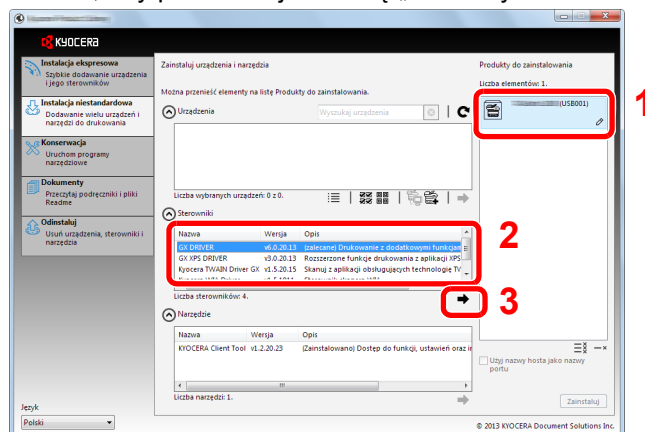 KYOCERA
Instalacja ekspresowa
Szybkie dodawanie urządzenia
i jego sterowników
Instalacja niestandardowa
Dodawanie wielu urządzeń i
narzędzi do drukowania
Konserwacja
Uruchom programy
narzędziowe
Dokumenty
Przeczytaj podręczniki i pliki
Readme
Odinstaluj
Usuń urządzenia, sterowniki i
narzędzia
Język
Polski
Zainstaluj urządzenia i narzędzia
Można przenieść elementy na listę Produkty do zainstalowania.
Urządzenia
Wyszukaj urządzenia
Liczba wybranych urządzeń: 0 z 0.
Sterowniki
Nazwa Wersja Opis
GX DRIVER v6.0.20.13 (zalecane) Drukowanie z dodatkowymi funkcjam
GX XPS DRIVER v3.0.20.13 Rozszerzone funkcje drukowania z aplikacji XPS
Kyocera TWAIN Driver GX v1.5.20.15 Skanuj z aplikacji obsługujących technologię TV
Liczba sterowników: 4.
Narzędzie
Nazwa Wersja Opis
KYOCERA Client Tool v1.2.20.23 (Zainstalowano) Dostęp do funkcji, ustawień oraz ir
Liczba narzędzi: 1.
Produkty do zainstalowania
Liczba elementów: 1.
(USB001)
1
2
3
Użyj nazwy hosta jako nazwy
portu
Zainstaluj
© 2013 KYOCERA Document Solutions Inc.